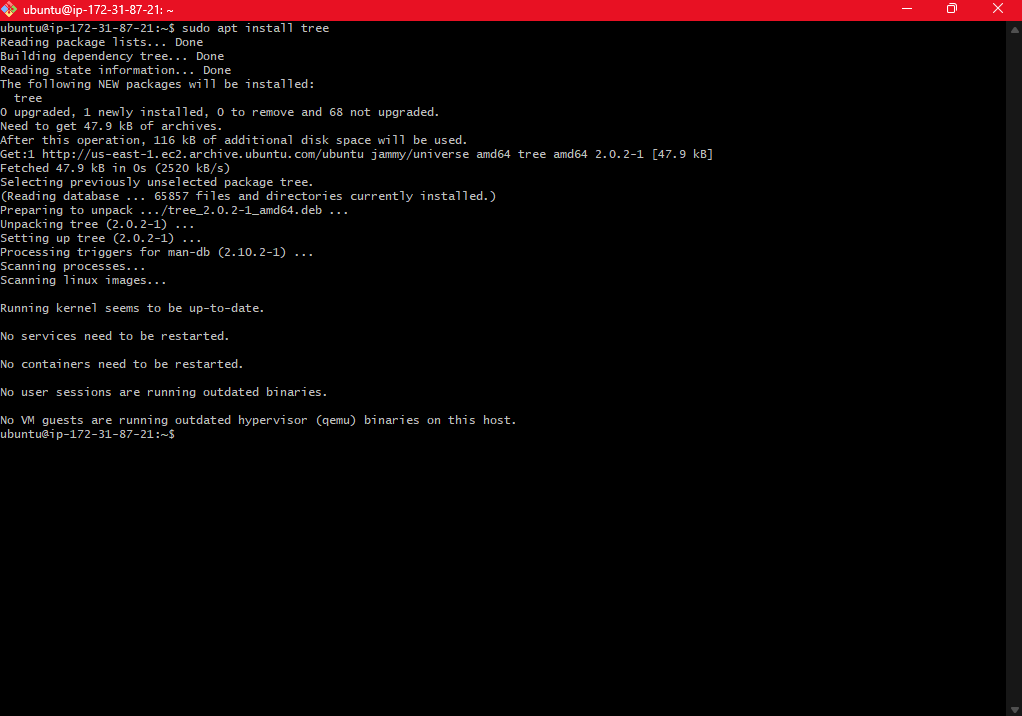 ubuntu@ip-172-31-87-21: ~
ubuntu@ip-172-31-87-21:~$ sudo apt install tree
Reading package lists... Done
Building dependency tree... Done
Reading state information... Done
The following NEW packages will be installed:
  tree
0 upgraded, 1 newly installed, 0 to remove and 68 not upgraded.
Need to get 47.9 kB of archives.
After this operation, 116 kB of additional disk space will be used.
Get:1 http://us-east-1.ec2.archive.ubuntu.com/ubuntu jammy/universe amd64 tree amd64 2.0.2-1 [47.9 kB]
Fetched 47.9 kB in 0s (2520 kB/s)
Selecting previously unselected package tree.
(Reading database ... 65857 files and directories currently installed.)
Preparing to unpack .../tree_2.0.2-1_amd64.deb ...
Unpacking tree (2.0.2-1) ...
Setting up tree (2.0.2-1) ...
Processing triggers for man-db (2.10.2-1) ...
Scanning processes...
Scanning linux images...

Running kernel seems to be up-to-date.

No services need to be restarted.

No containers need to be restarted.

No user sessions are running outdated binaries.

No VM guests are running outdated hypervisor (qemu) binaries on this host.
ubuntu@ip-172-31-87-21:~$